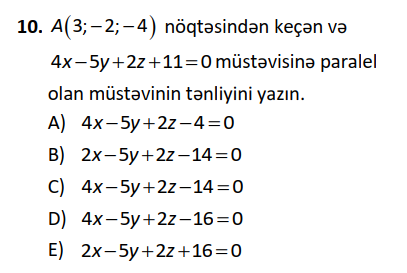 10. A(3;−2;−4) nöqtəsindən keçən və
4x−5y+2z+11=0 müstəvisinə paralel
olan müstəvinin tənliyini yazın.
A) 4x−5y+2z−4=0
B) 2x−5y+2z−14=0
C) 4x−5y+2z−14=0
D) 4x−5y+2z−16=0
E) 2x−5y+2z+16=0